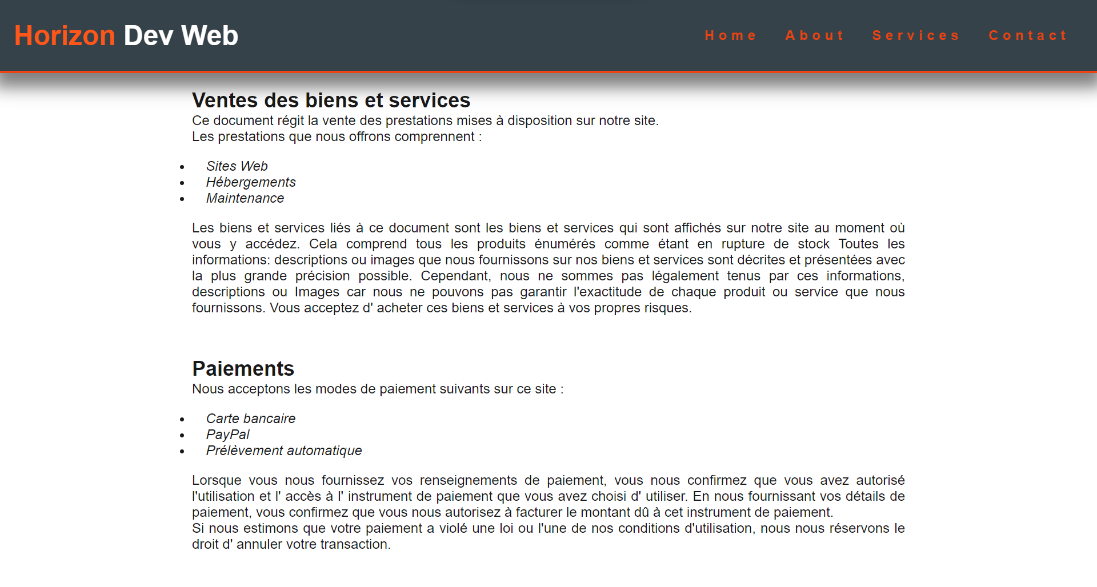 Horizon Dev Web
Home About Services Contact
Ventes des biens et services
Ce document régit la vente des prestations mises à disposition sur notre site.
Les prestations que nous offrons comprennent :
• Sites Web
• Hébergements
• Maintenance
Les biens et services liés à ce document sont les biens et services qui sont affichés sur notre site au moment où
vous y accédez. Cela comprend tous les produits énumérés comme étant en rupture de stock Toutes les
informations: descriptions ou images que nous fournissons sur nos biens et services sont décrites et présentées avec
la plus grande précision possible. Cependant, nous ne sommes pas légalement tenus par ces informations,
descriptions ou Images car nous ne pouvons pas garantir l'exactitude de chaque produit ou service que nous
fournissons. Vous acceptez d' acheter ces biens et services à vos propres risques.
Paiements
Nous acceptons les modes de paiement suivants sur ce site :
• Carte bancaire
• PayPal
• Prélèvement automatique
Lorsque vous nous fournissez vos renseignements de paiement, vous nous confirmez que vous avez autorisé
l'utilisation et l' accès à l' instrument de paiement que vous avez choisi d' utiliser. En nous fournissant vos détails de
paiement, vous confirmez que vous nous autorisez à facturer le montant dû à cet instrument de paiement.
Si nous estimons que votre paiement a violé une loi ou l'une de nos conditions d'utilisation, nous nous réservons le
droit d' annuler votre transaction.